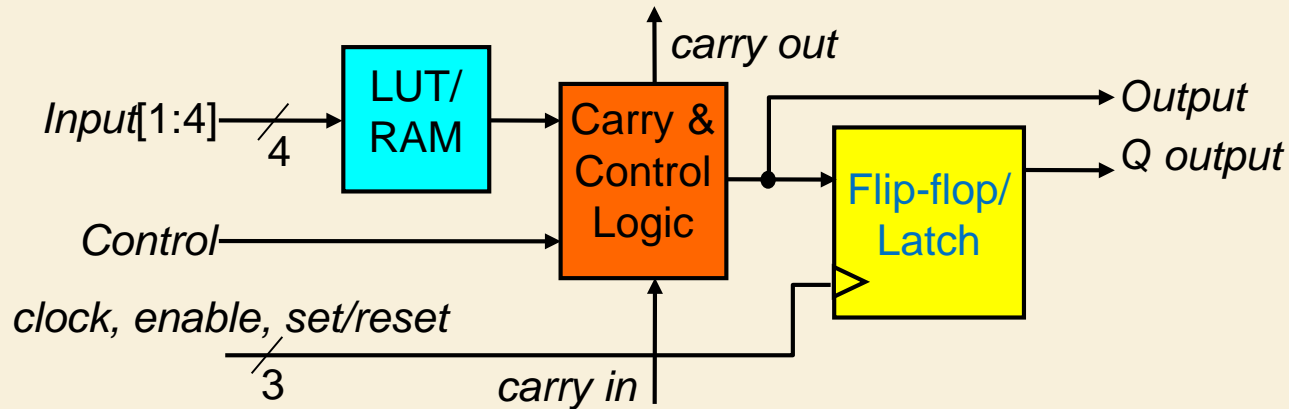 carry out
Input[1:4]
4
LUT/
RAM
Carry &
Control
Logic
Output
Q output
Flip-flop/
Latch
Control
clock, enable, set/reset
3
carry in